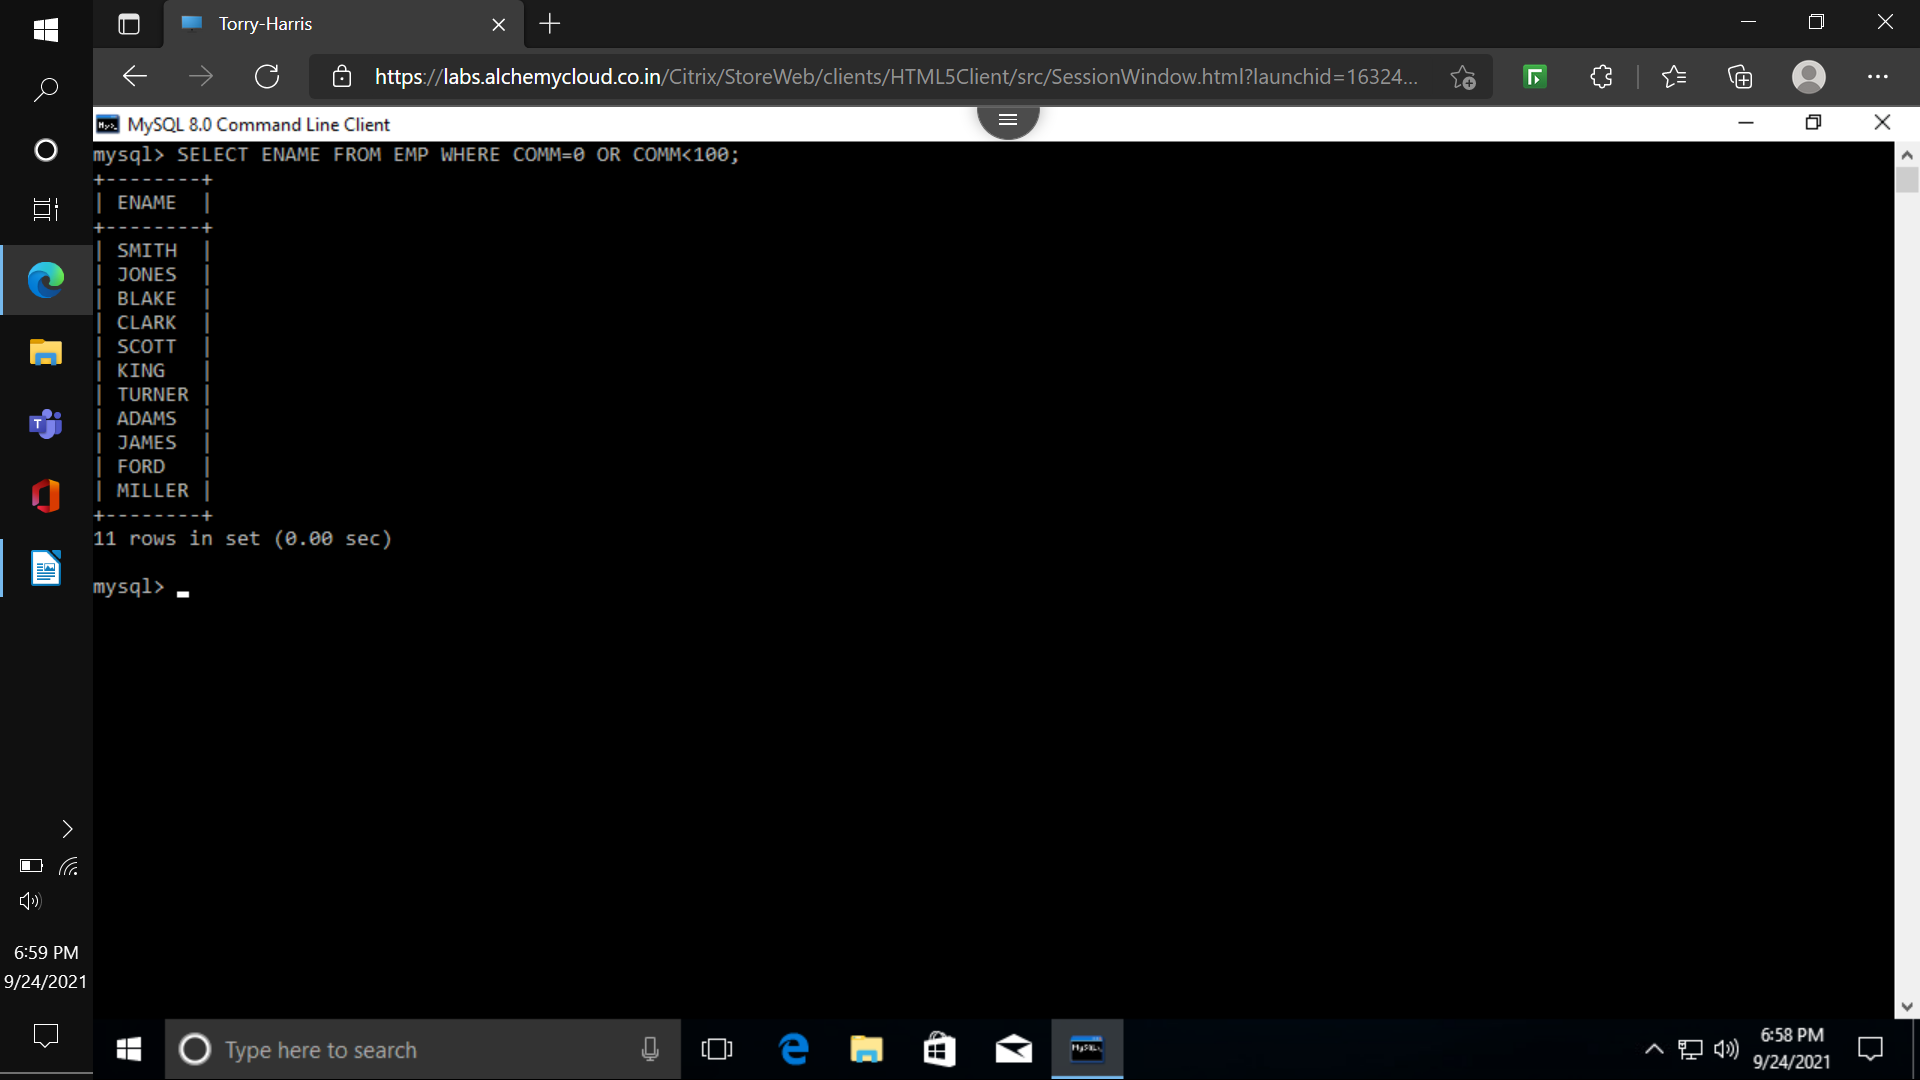 Torry-Harris
https://labs.alchemycloud.co.in/Citrix/StoreWeb/clients/HTML5Client/src/SessionWindow.html?launchid=16324...
MySQL 8.0 Command Line Client
mysql> SELECT ENAME FROM EMP WHERE COMM=0 OR COMM<100;
+--------+
| ENAME  |
+--------+
| SMITH  |
| JONES  |
| BLAKE  |
| CLARK  |
| SCOTT  |
| KING   |
| TURNER |
| ADAMS  |
| JAMES  |
| FORD   |
| MILLER |
+--------+
11 rows in set (0.00 sec)
mysql>
6:59 PM
9/24/2021
Type here to search
6:58 PM
9/24/2021